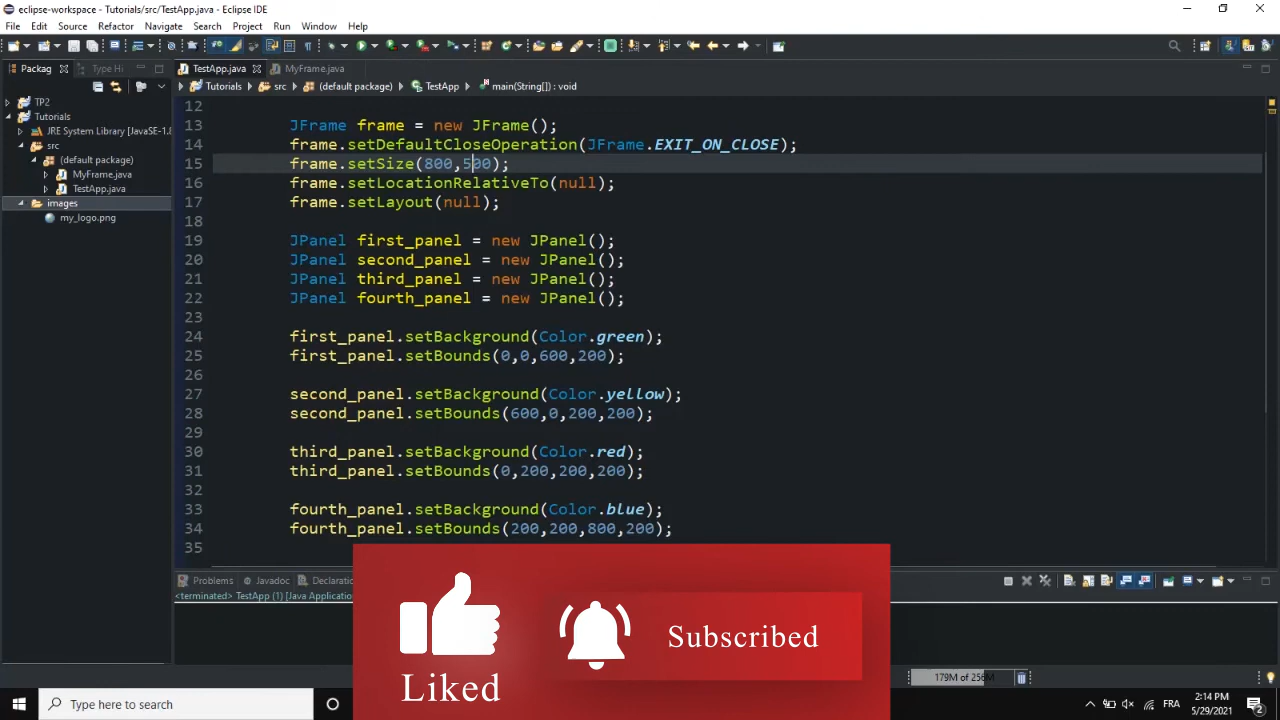 eclipse-workspace - Tutorials/src/TestApp.java - Eclipse IDE
File Edit Source Refactor Navigate Search Project Run Window Help
Packag Type Hi TestApp.java MyFrame.java
Tutorials src (default package) TestApp main(String[]) : void
TP2
Tutorials
JRE System Library [JavaSE-1.
src
(default package)
MyFrame.java
TestApp.java
images
my_logo.png
12
13 JFrame frame = new JFrame();
14 frame.setDefaultCloseOperation(JFrame.EXIT_ON_CLOSE);
15 frame.setSize(800,500);
16 frame.setLocationRelativeTo(null);
17 frame.setLayout(null);
18
19 JPanel first_panel = new JPanel();
20 JPanel second_panel = new JPanel();
21 JPanel third_panel = new JPanel();
22 JPanel fourth_panel = new JPanel();
23
24 first_panel.setBackground(Color.green);
25 first_panel.setBounds(0,0,600,200);
26
27 second_panel.setBackground(Color.yellow);
28 second_panel.setBounds(600,0,200,200);
29
30 third_panel.setBackground(Color.red);
31 third_panel.setBounds(0,200,200,200);
32
33 fourth_panel.setBackground(Color.blue);
34 fourth_panel.setBounds(200,200,800,200);
35
Problems Javadoc Declaratio
<terminated> TestApp (1) [Java Applicatio
Subscribed
Liked
179M of 256M
Type here to search
2:14 PM
FR
5/29/2021
2